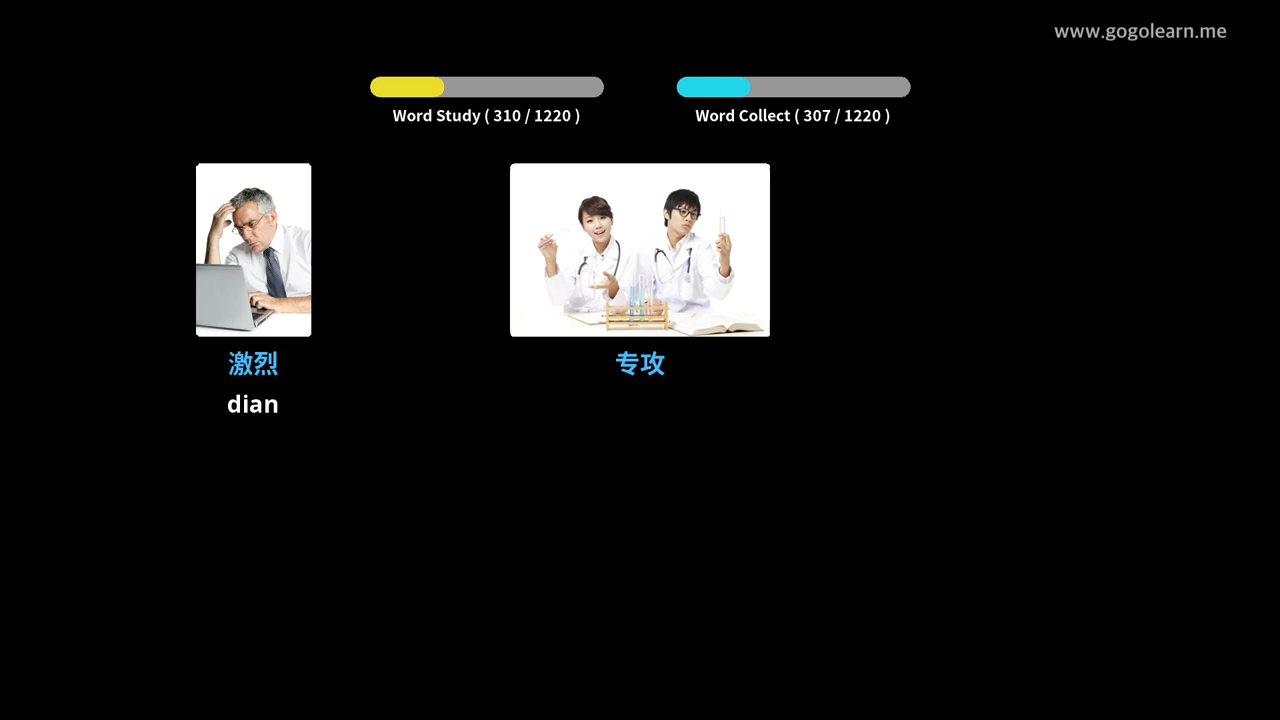 www.gogolearn.me
Word Study ( 310 / 1220 )
Word Collect ( 307 / 1220 )
激烈
专攻
dian